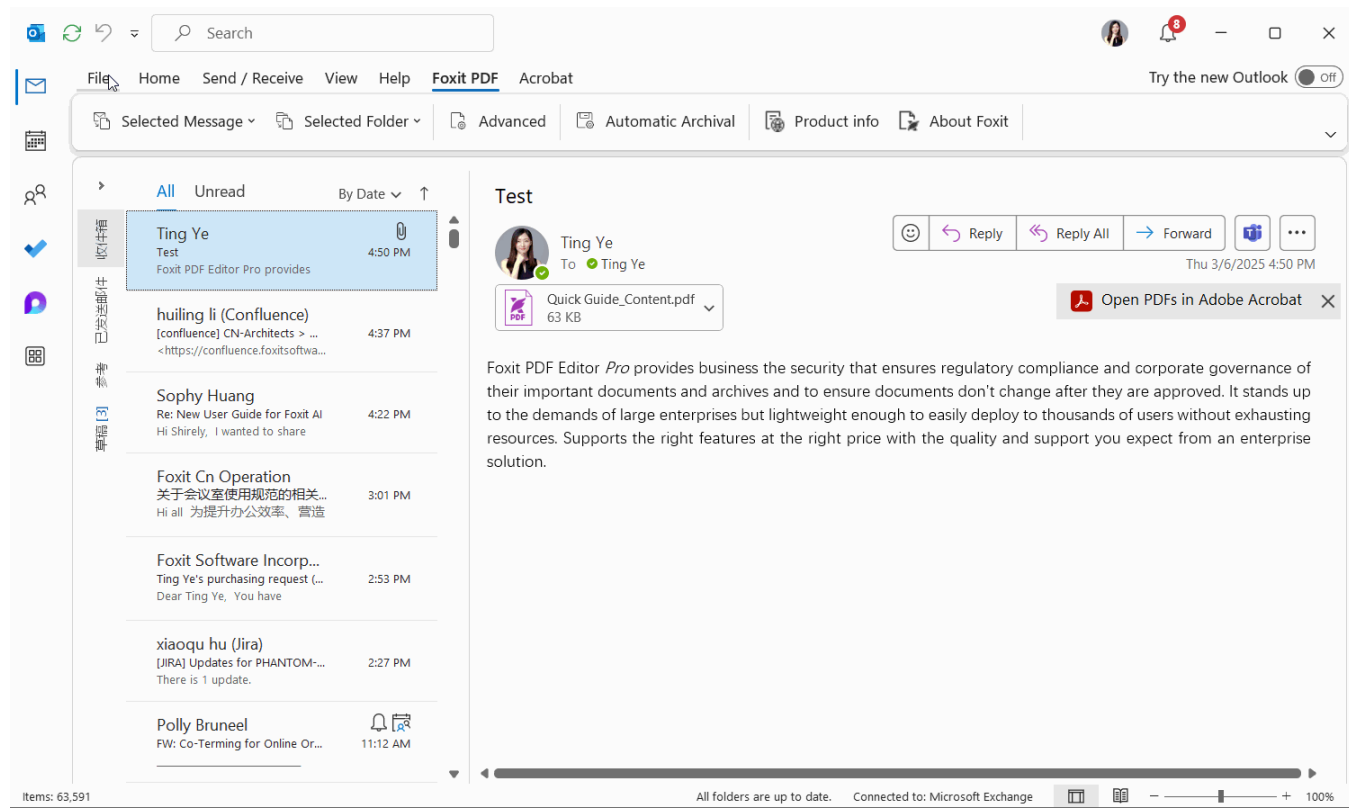 Search
8
File
Home
Send / Receive
View
Help
Foxit PDF
Acrobat
Try the new Outlook
Off
Selected Message
Selected Folder
Advanced
Automatic Archival
Product info
About Foxit
收件箱
已发送邮件
参考
草稿 [3]
All
Unread
By Date
Ting Ye
Test
4:50 PM
Foxit PDF Editor Pro provides
huiling li (Confluence)
[confluence] CN-Architects > ...
4:37 PM
<https://confluence.foxitsoftwa...
Sophy Huang
Re: New User Guide for Foxit AI
4:22 PM
Hi Shirely, I wanted to share
Foxit Cn Operation
关于会议室使用规范的相关...
3:01 PM
Hi all 为提升办公效率、营造
Foxit Software Incorp...
Ting Ye's purchasing request (...
2:53 PM
Dear Ting Ye, You have
xiaoqu hu (Jira)
[JIRA] Updates for PHANTOM-...
2:27 PM
There is 1 update.
Polly Bruneel
FW: Co-Terming for Online Or...
11:12 AM
Test
Ting Ye
To Ting Ye
Reply
Reply All
Forward
Thu 3/6/2025 4:50 PM
PDF
Quick Guide_Content.pdf
63 KB
Open PDFs in Adobe Acrobat
Foxit PDF Editor Pro provides business the security that ensures regulatory compliance and corporate governance of
their important documents and archives and to ensure documents don't change after they are approved. It stands up
to the demands of large enterprises but lightweight enough to easily deploy to thousands of users without exhausting
resources. Supports the right features at the right price with the quality and support you expect from an enterprise
solution.
Items: 63,591
All folders are up to date.
Connected to: Microsoft Exchange
100%